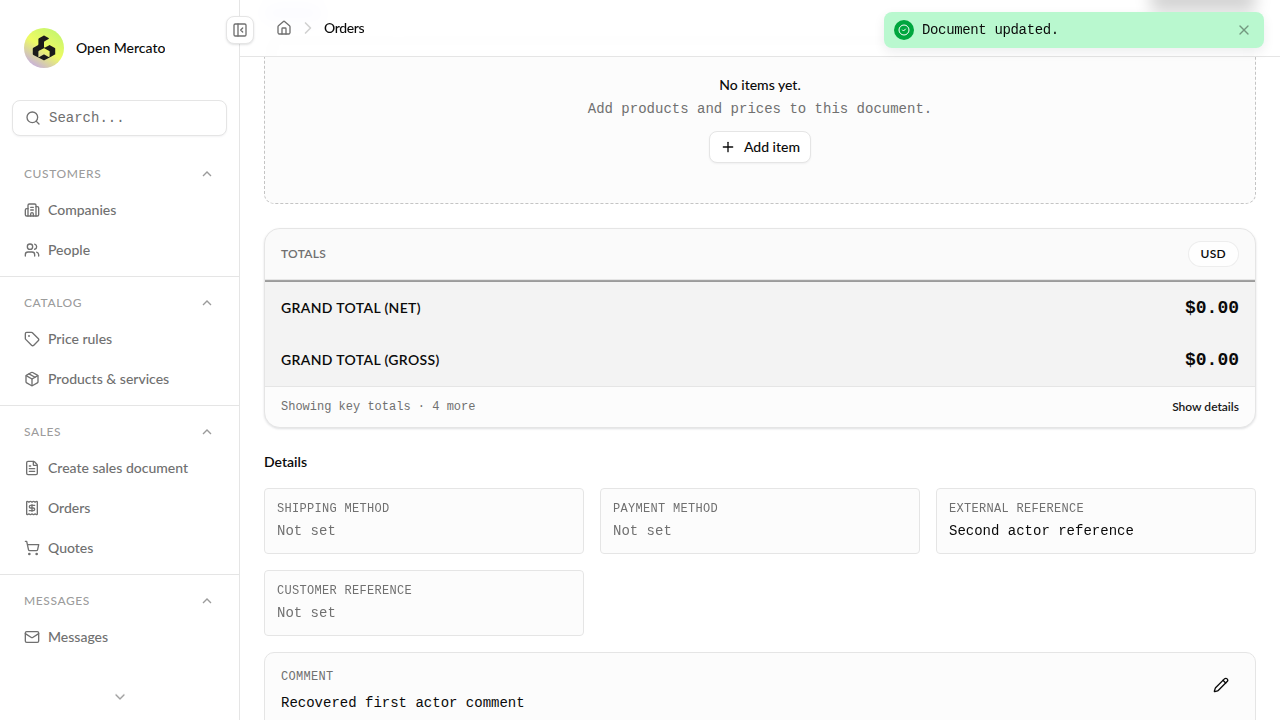 Open Mercato
Orders
Document updated.
Search...
CUSTOMERS
Companies
People
CATALOG
Price rules
Products & services
SALES
Create sales document
Orders
Quotes
MESSAGES
Messages
No items yet.
Add products and prices to this document.
Add item
TOTALS
USD
GRAND TOTAL (NET)
$0.00
GRAND TOTAL (GROSS)
$0.00
Showing key totals · 4 more
Show details
Details
SHIPPING METHOD
Not set
PAYMENT METHOD
Not set
EXTERNAL REFERENCE
Second actor reference
CUSTOMER REFERENCE
Not set
COMMENT
Recovered first actor comment